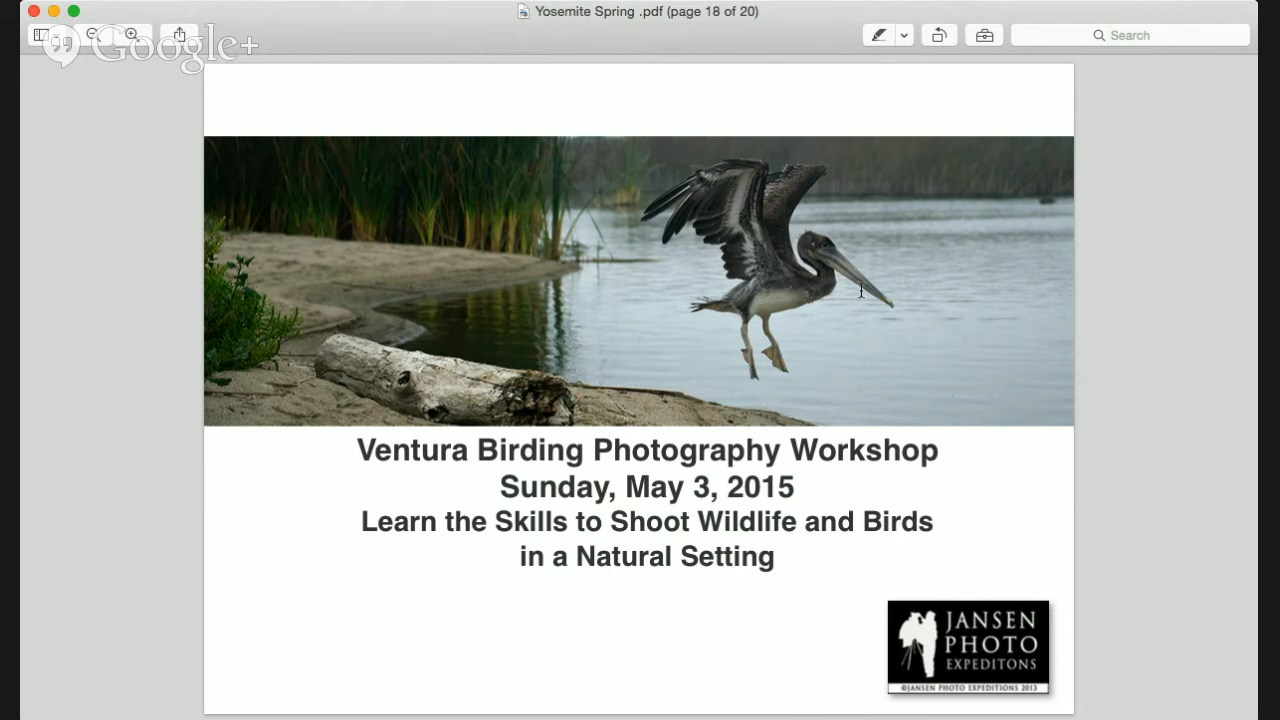 Yosemite Spring .pdf (page 18 of 20)
Google+
Search
Ventura Birding Photography Workshop
Sunday, May 3, 2015
Learn the Skills to Shoot Wildlife and Birds
in a Natural Setting
JANSEN
PHOTO
EXPEDITONS
©JANSEN PHOTO EXPEDITIONS 2013